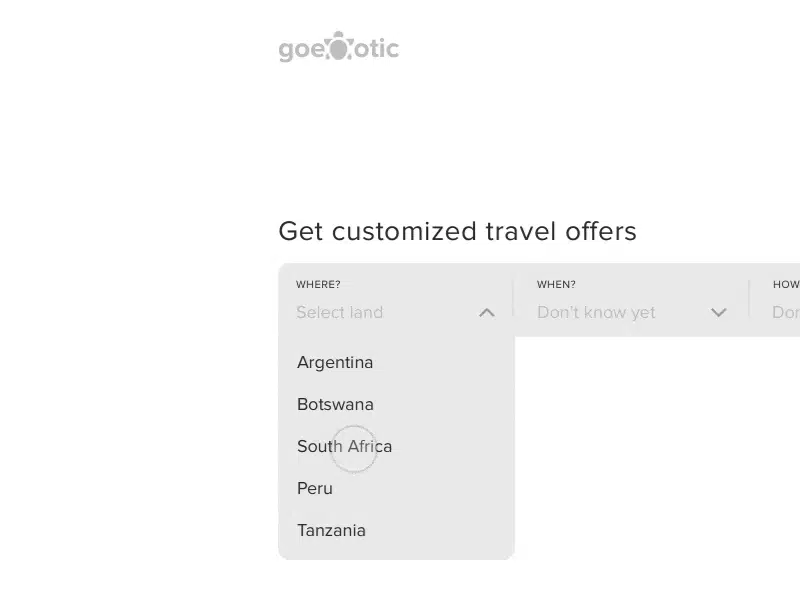 goexotic
Get customized travel offers
WHERE?
Select land
WHEN?
Don't know yet
HOW
Argentina
Botswana
South Africa
Peru
Tanzania